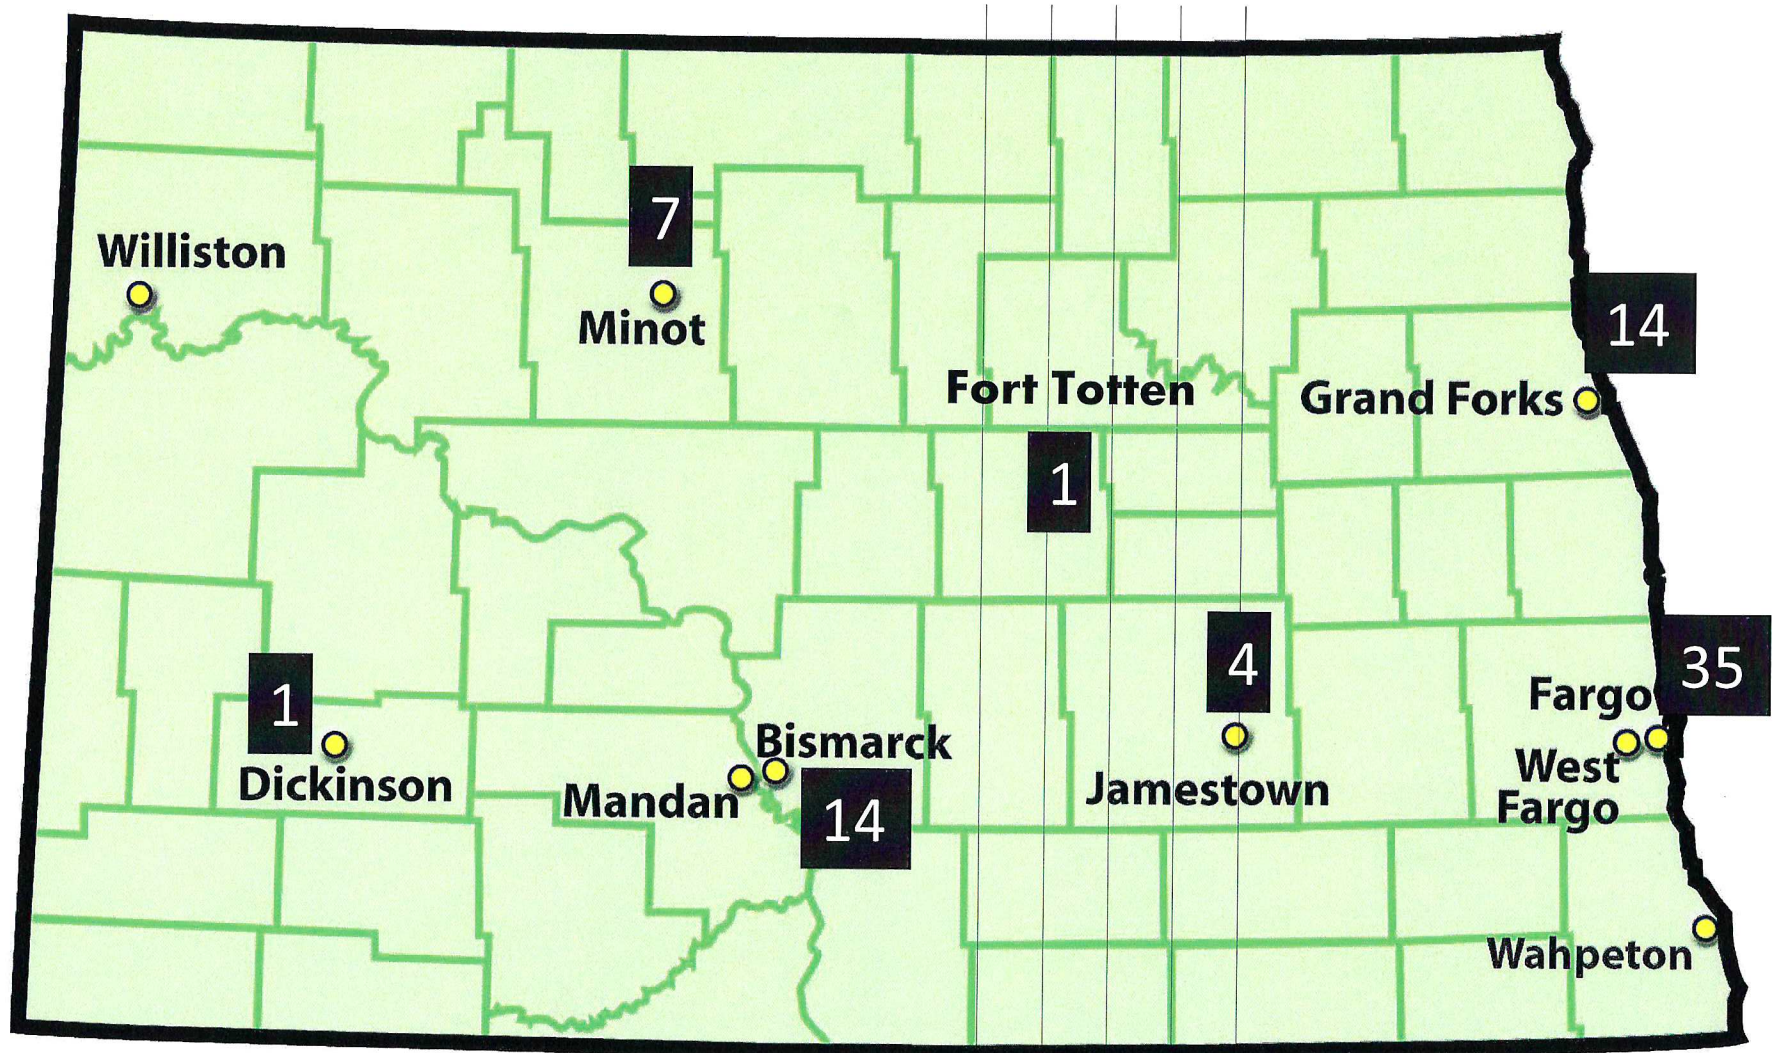 Williston
7
Minot
14
Fort Totten
Grand Forks
1
4
35
1
Fargo
Bismarck
Dickinson
Mandan
West
Fargo
Jamestown
14
Wahpeton